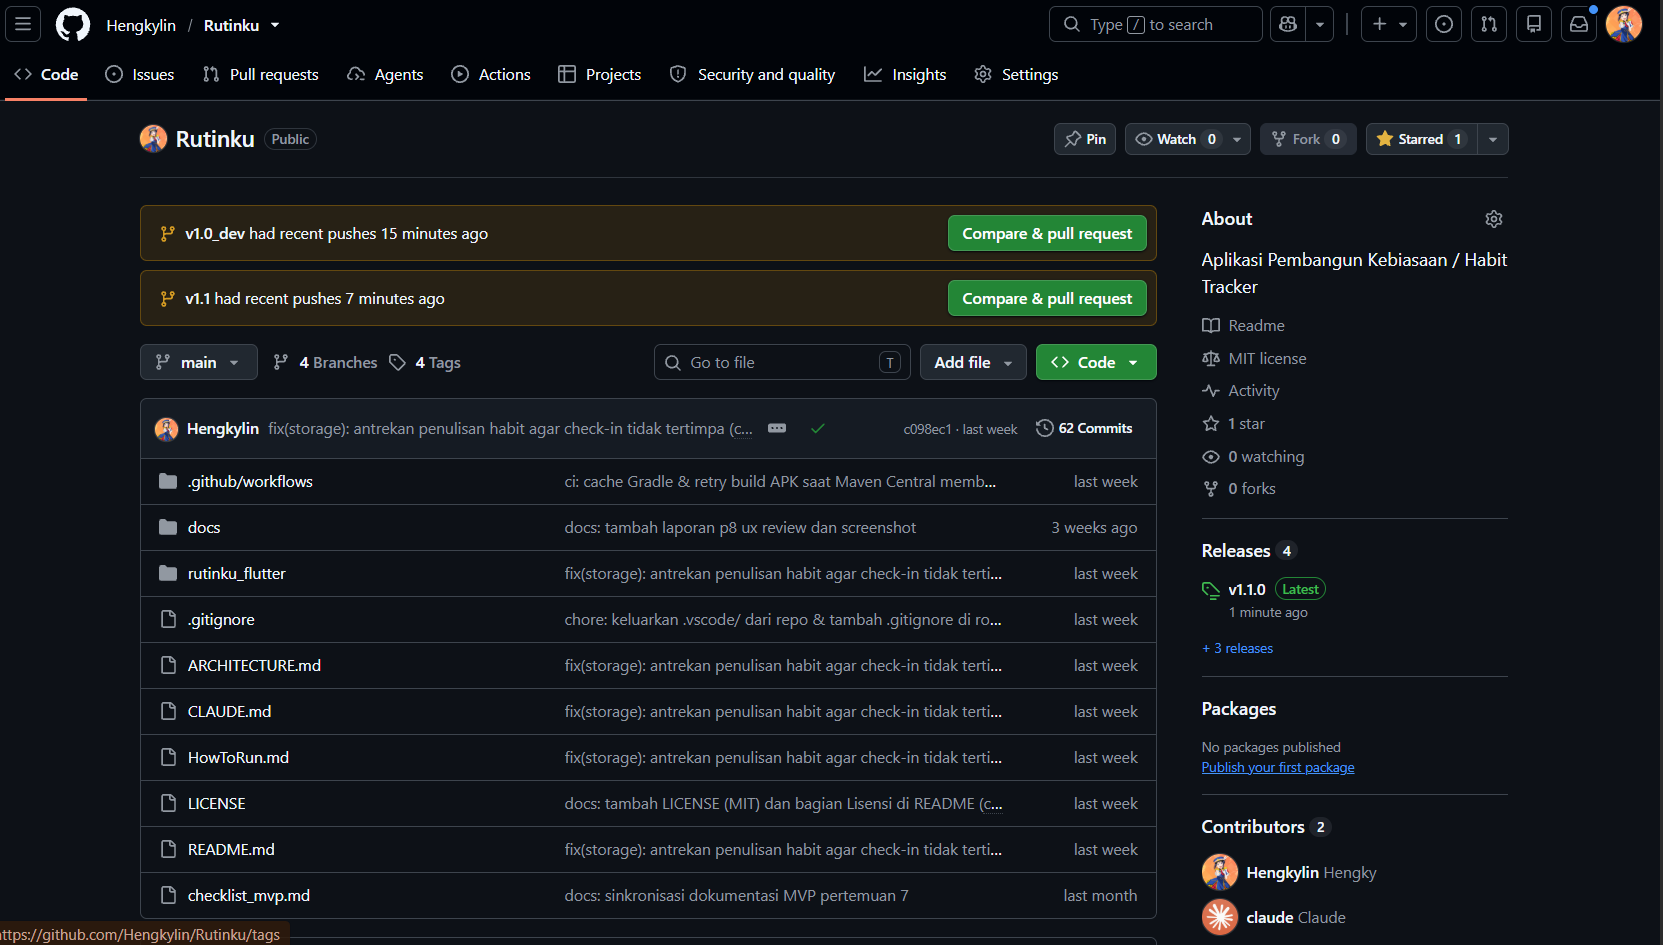 Hengkylin / Rutinku
Type / to search
Code
Issues
Pull requests
Agents
Actions
Projects
Security and quality
Insights
Settings
Rutinku Public
Pin
Watch 0
Fork 0
Starred 1
v1.0_dev had recent pushes 15 minutes ago
Compare & pull request
v1.1 had recent pushes 7 minutes ago
Compare & pull request
main
4 Branches
4 Tags
Go to file
T
Add file
Code
Hengkylin fix(storage): antrekan penulisan habit agar check-in tidak tertimpa (c...
c098ec1 · last week
62 Commits
.github/workflows ci: cache Gradle & retry build APK saat Maven Central memb... last week
docs docs: tambah laporan p8 ux review dan screenshot 3 weeks ago
rutinku_flutter fix(storage): antrekan penulisan habit agar check-in tidak terti... last week
.gitignore chore: keluarkan .vscode/ dari repo & tambah .gitignore di ro... last week
ARCHITECTURE.md fix(storage): antrekan penulisan habit agar check-in tidak terti... last week
CLAUDE.md fix(storage): antrekan penulisan habit agar check-in tidak terti... last week
HowToRun.md fix(storage): antrekan penulisan habit agar check-in tidak terti... last week
LICENSE docs: tambah LICENSE (MIT) dan bagian Lisensi di README (c... last week
README.md fix(storage): antrekan penulisan habit agar check-in tidak terti... last week
checklist_mvp.md docs: sinkronisasi dokumentasi MVP pertemuan 7 last month
About
Aplikasi Pembangun Kebiasaan / Habit
Tracker
Readme
MIT license
Activity
1 star
0 watching
0 forks
Releases 4
v1.1.0 Latest
1 minute ago
+ 3 releases
Packages
No packages published
Publish your first package
Contributors 2
Hengkylin Hengky
claude Claude
ttps://github.com/Hengkylin/Rutinku/tags